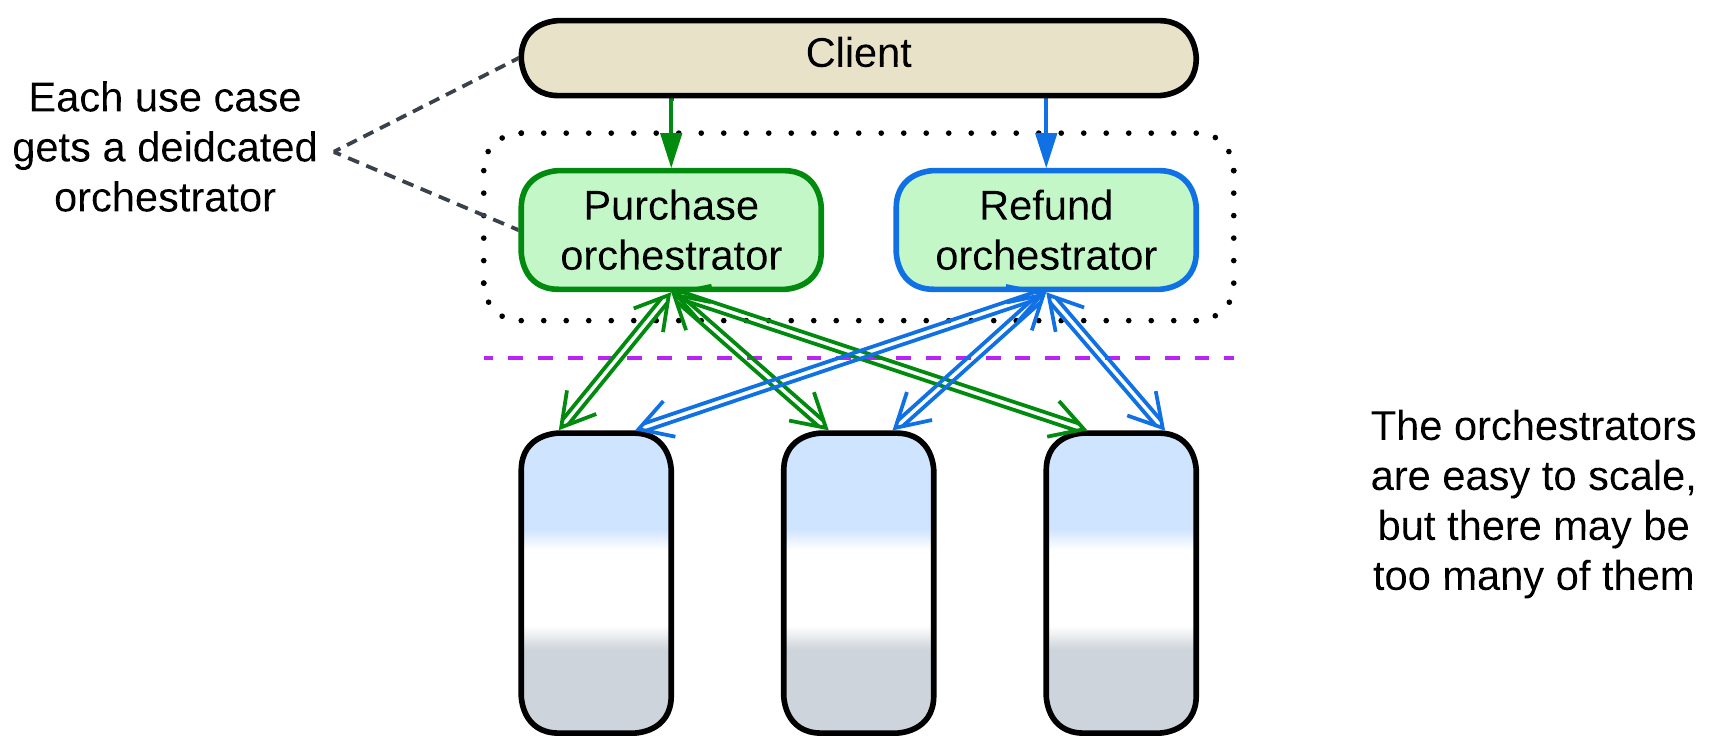 Client
Each use case
gets a deidcated
orchestrator
Purchase
orchestrator
Refund
orchestrator
The orchestrators
are easy to scale,
but there may be
too many of them